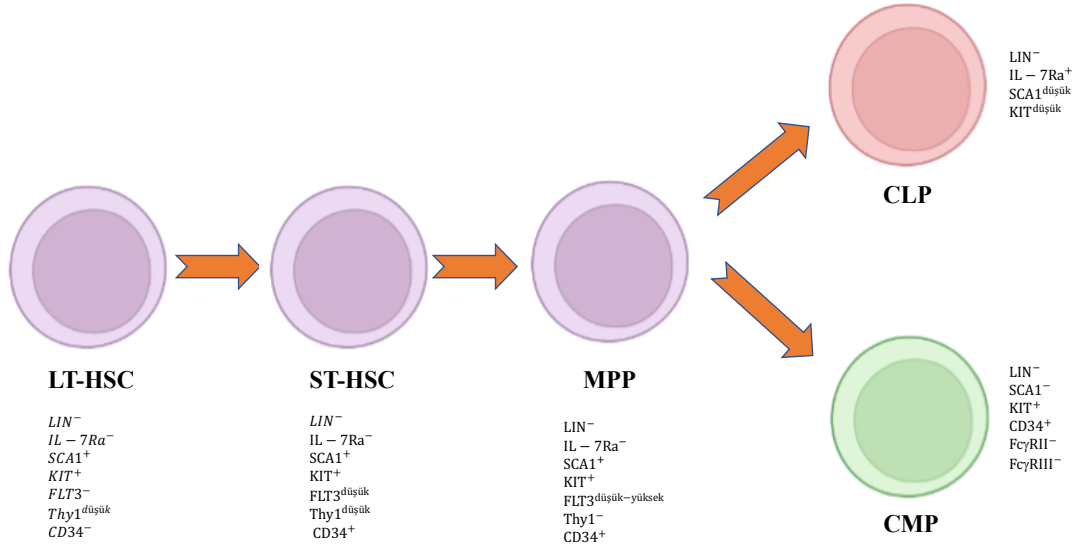 LT-HSC
LIN⁻
IL − 7Ra⁻
SCA1⁺
KIT⁺
FLT3⁻
Thy1ᵈüşüᵏ
CD34⁻
ST-HSC
LIN⁻
IL − 7Ra⁻
SCA1⁺
KIT⁺
FLT3ᵈüşüᵏ
Thy1ᵈüşüᵏ
CD34⁺
MPP
LIN⁻
IL − 7Ra⁻
SCA1⁺
KIT⁺
FLT3ᵈüşüᵏ⁻ʸüᵏˢᵉᵏ
Thy1⁻
CD34⁺
CLP
LIN⁻
IL − 7Ra⁺
SCA1ᵈüşüᵏ
KITᵈüşüᵏ
CMP
LIN⁻
SCA1⁻
KIT⁺
CD34⁺
FcγRII⁻
FcγRIII⁻